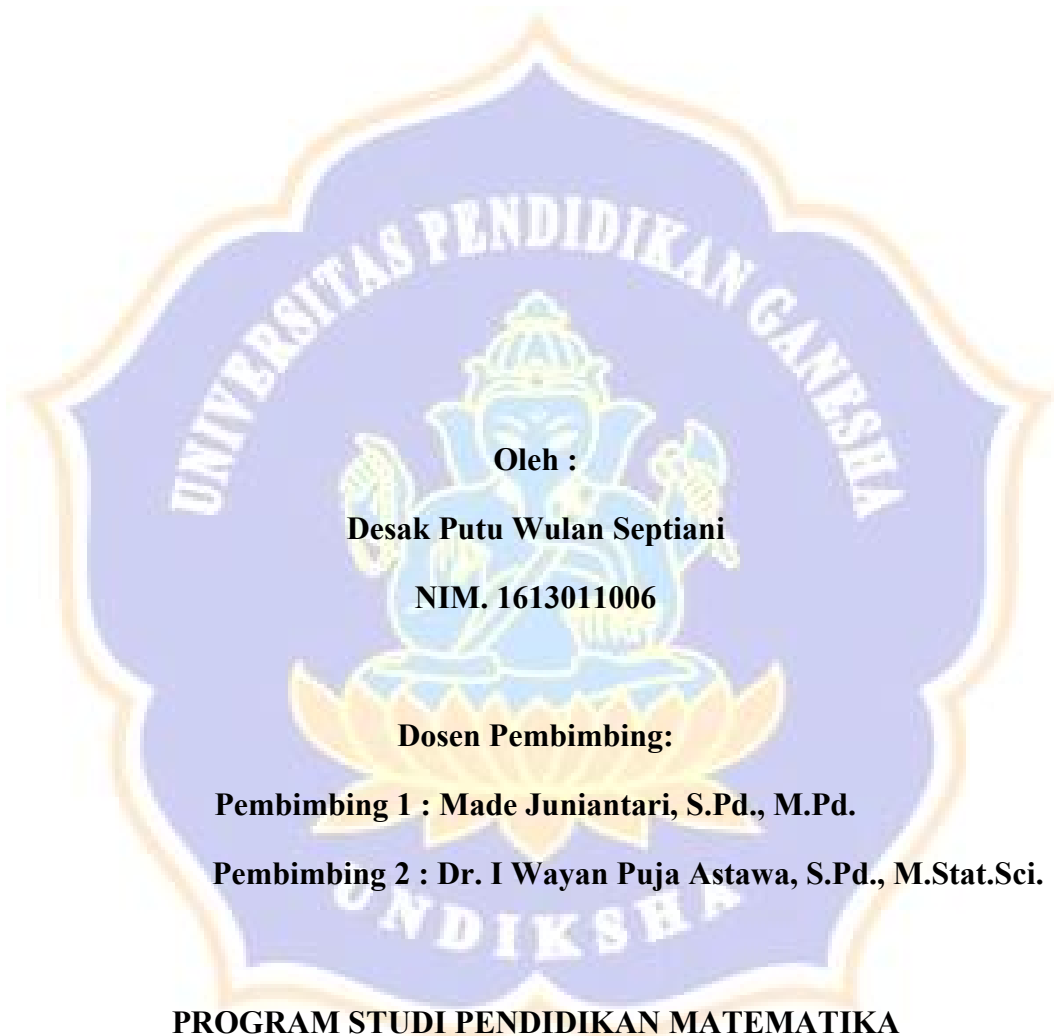 UNIVERSITAS PENDIDIKAN GANESHA
Oleh :
Desak Putu Wulan Septiani
NIM. 1613011006
Dosen Pembimbing:
Pembimbing 1 : Made Juniantari, S.Pd., M.Pd.
Pembimbing 2 : Dr. I Wayan Puja Astawa, S.Pd., M.Stat.Sci.
UNDIKSHA
PROGRAM STUDI PENDIDIKAN MATEMATIKA